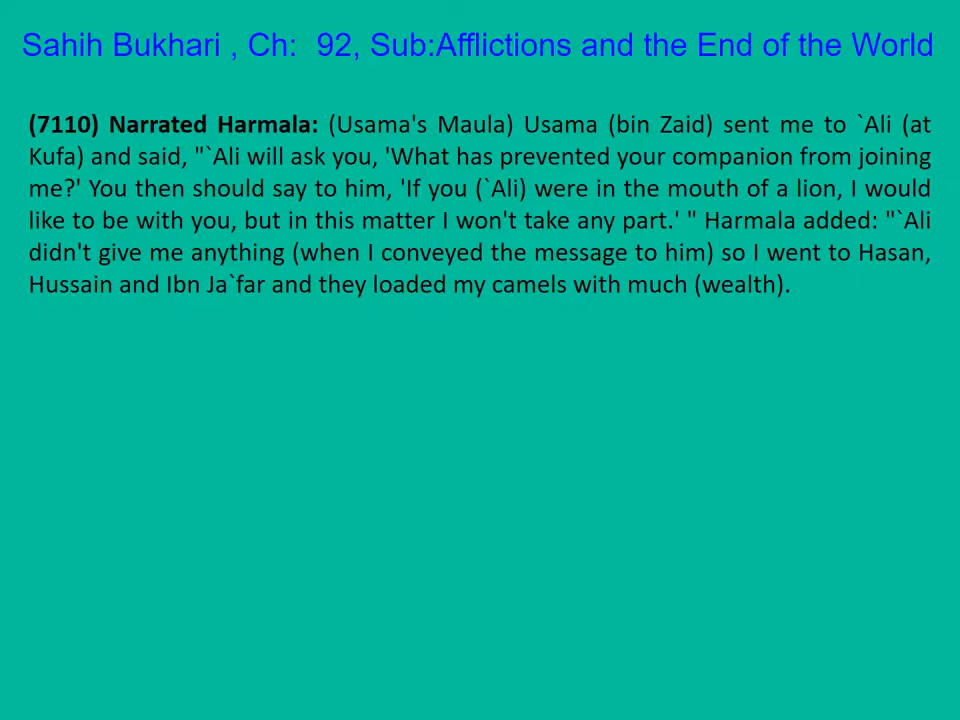 Sahih Bukhari , Ch:  92, Sub:Afflictions and the End of the World
(7110) Narrated Harmala: (Usama's Maula) Usama (bin Zaid) sent me to `Ali (at
Kufa) and said, "`Ali will ask you, 'What has prevented your companion from joining
me?' You then should say to him, 'If you (`Ali) were in the mouth of a lion, I would
like to be with you, but in this matter I won't take any part.' " Harmala added: "`Ali
didn't give me anything (when I conveyed the message to him) so I went to Hasan,
Hussain and Ibn Ja`far and they loaded my camels with much (wealth).